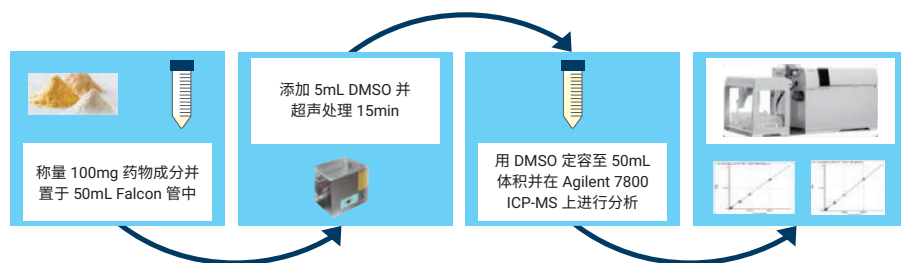 称量 100mg 药物成分并
置于 50mL Falcon 管中
添加 5mL DMSO 并
超声处理 15min
用 DMSO 定容至 50mL
体积并在 Agilent 7800
ICP-MS 上进行分析